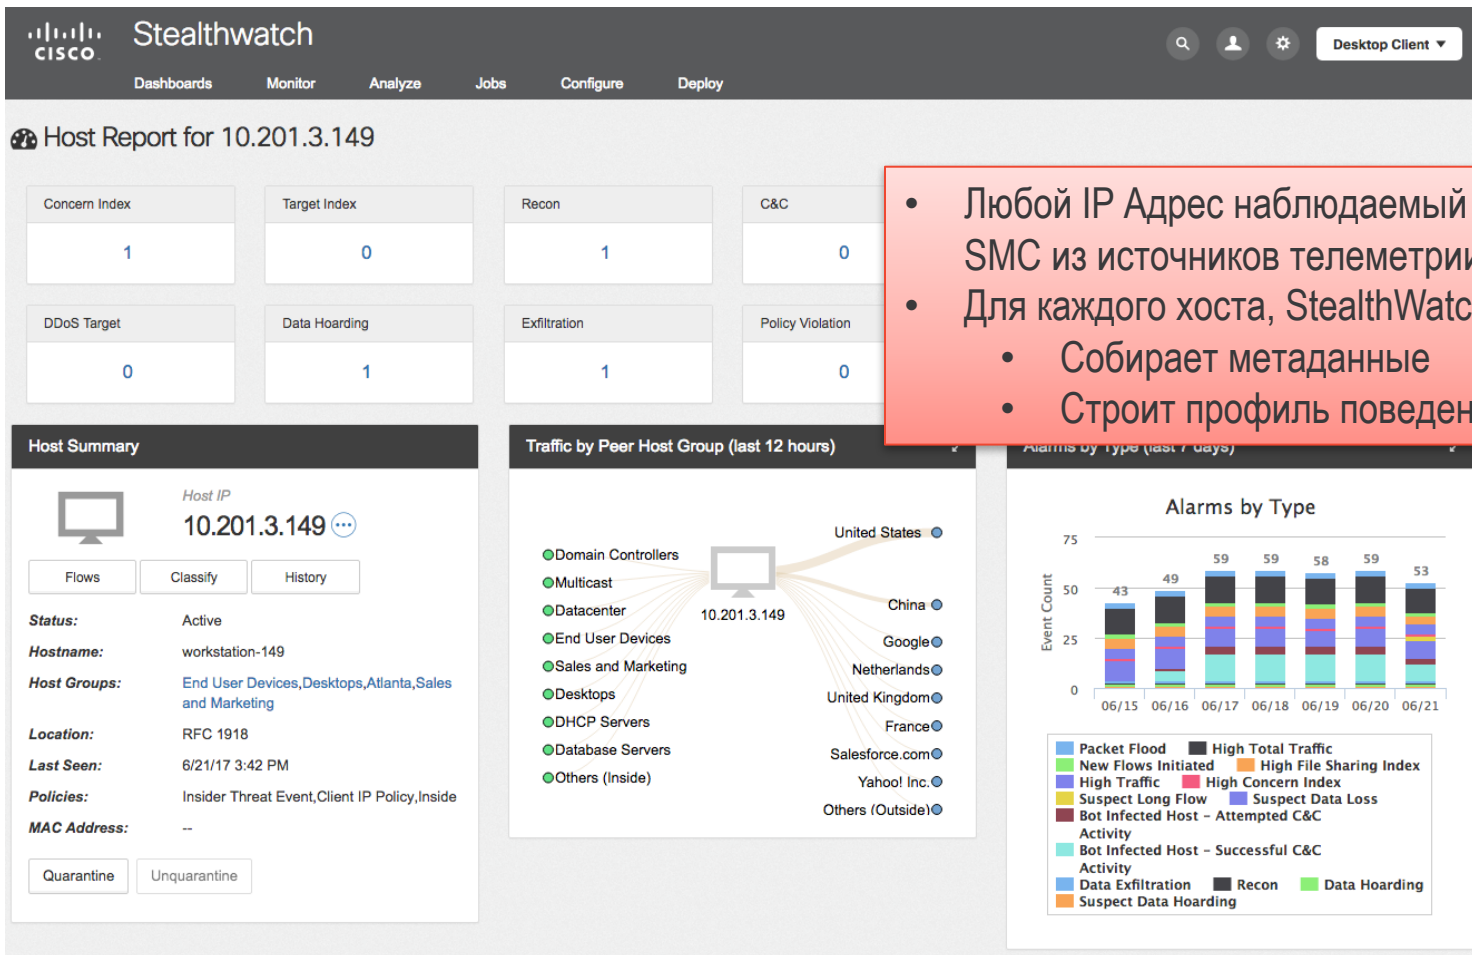 cisco
Stealthwatch
Desktop Client
Dashboards Monitor Analyze Jobs Configure Deploy
Host Report for 10.201.3.149
Concern Index Target Index Recon C&C
1 0 1 0
DDoS Target Data Hoarding Exfiltration Policy Violation
0 1 1 0
• Любой IP Адрес наблюдаемый
SMC из источников телеметрии
• Для каждого хоста, StealthWatc
• Собирает метаданные
• Строит профиль поведен
Host Summary
Host IP
10.201.3.149
Flows Classify History
Status: Active
Hostname: workstation-149
Host Groups: End User Devices,Desktops,Atlanta,Sales
and Marketing
Location: RFC 1918
Last Seen: 6/21/17 3:42 PM
Policies: Insider Threat Event,Client IP Policy,Inside
MAC Address: --
Quarantine Unquarantine
Traffic by Peer Host Group (last 12 hours)
Domain Controllers
Multicast
Datacenter
End User Devices
Sales and Marketing
Desktops
DHCP Servers
Database Servers
Others (Inside)
10.201.3.149
United States
China
Google
Netherlands
United Kingdom
France
Salesforce.com
Yahoo! Inc.
Others (Outside)
Alarms by Type (last 7 days)
Alarms by Type
Event Count
75
50
25
0
43 49 59 59 58 59 53
06/15 06/16 06/17 06/18 06/19 06/20 06/21
Packet Flood High Total Traffic
New Flows Initiated High File Sharing Index
High Traffic High Concern Index
Suspect Long Flow Suspect Data Loss
Bot Infected Host - Attempted C&C
Activity
Bot Infected Host - Successful C&C
Activity
Data Exfiltration Recon Data Hoarding
Suspect Data Hoarding